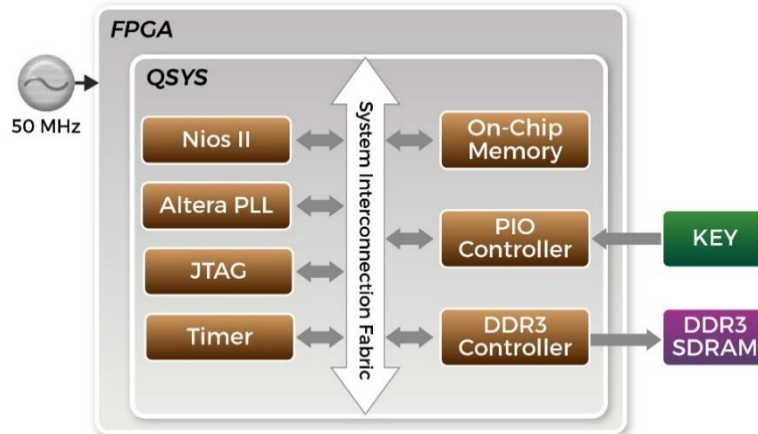 FPGA
QSYS
50 MHz
Nios II
Altera PLL
JTAG
Timer
System Interconnection Fabric
On-Chip
Memory
PIO
Controller
DDR3
Controller
KEY
DDR3
SDRAM